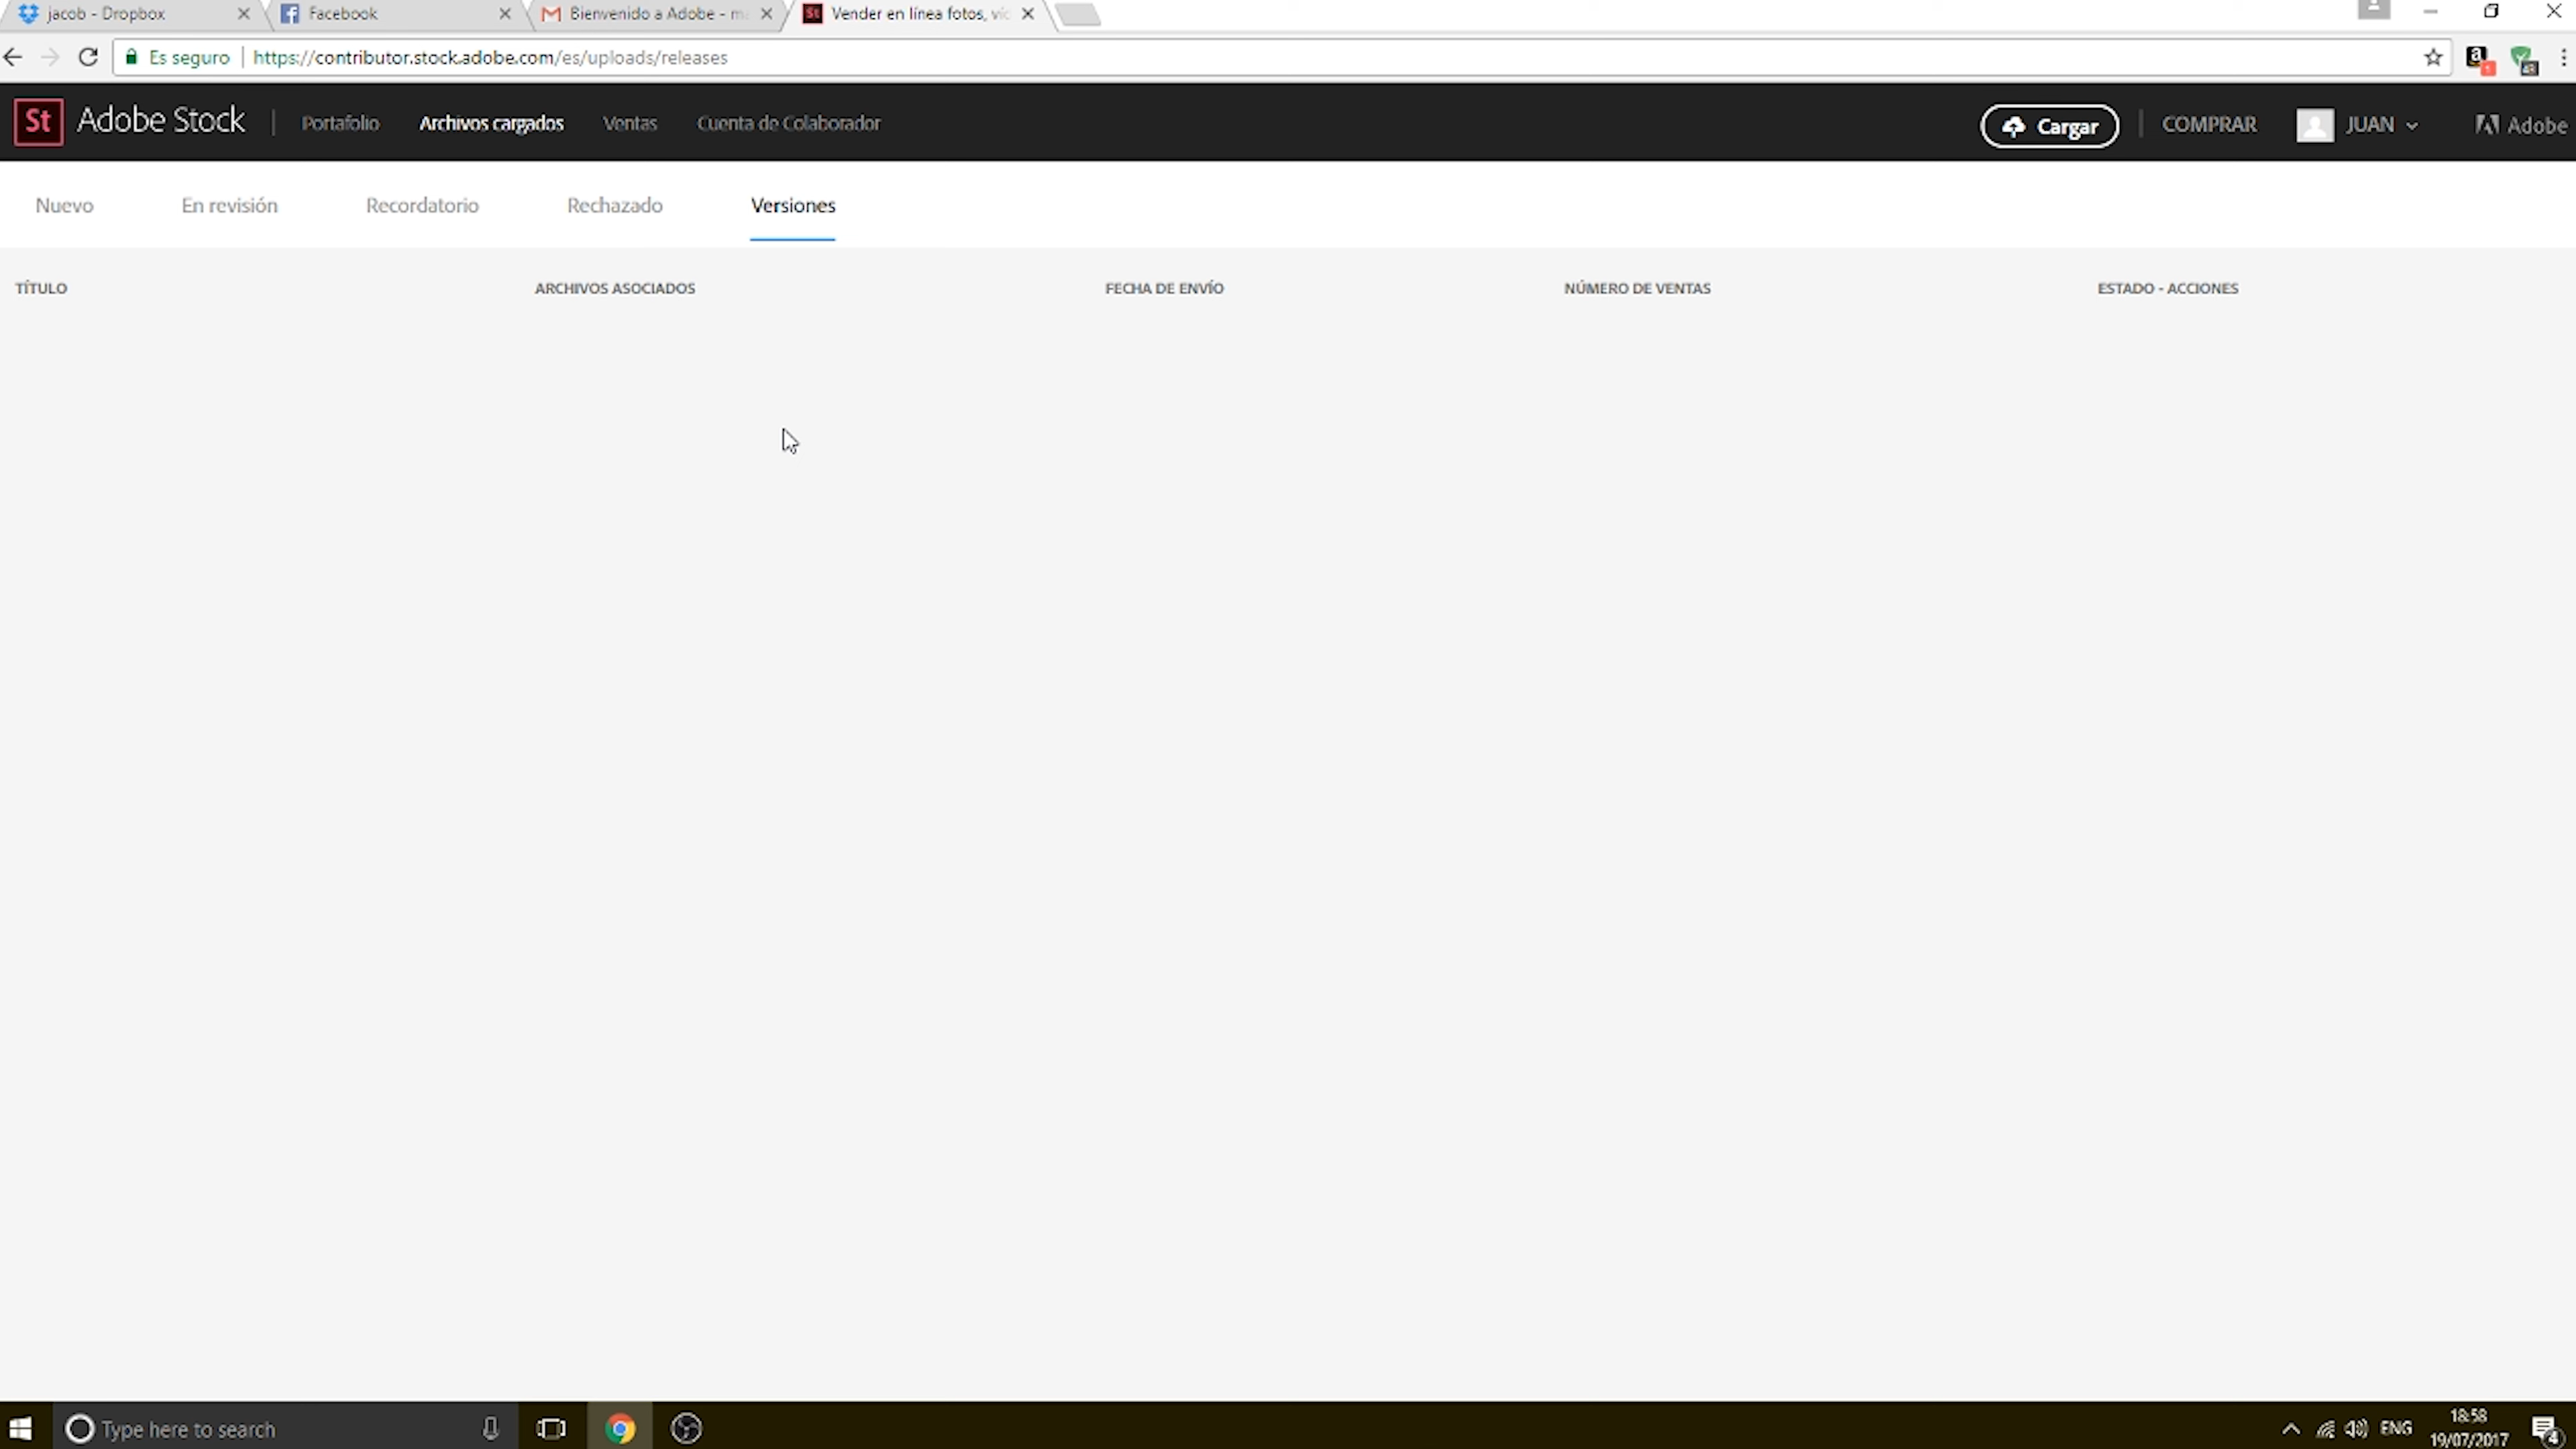 jacob - Dropbox
Facebook
Bienvenido a Adobe - m
Vender en línea fotos, víc
Es seguro https://contributor.stock.adobe.com/es/uploads/releases
St Adobe Stock Portafolio Archivos cargados Ventas Cuenta de Colaborador Cargar COMPRAR JUAN Adobe
Nuevo En revisión Recordatorio Rechazado Versiones
TÍTULO ARCHIVOS ASOCIADOS FECHA DE ENVÍO NÚMERO DE VENTAS ESTADO - ACCIONES
Type here to search
ENG
18:58
19/07/2017
4